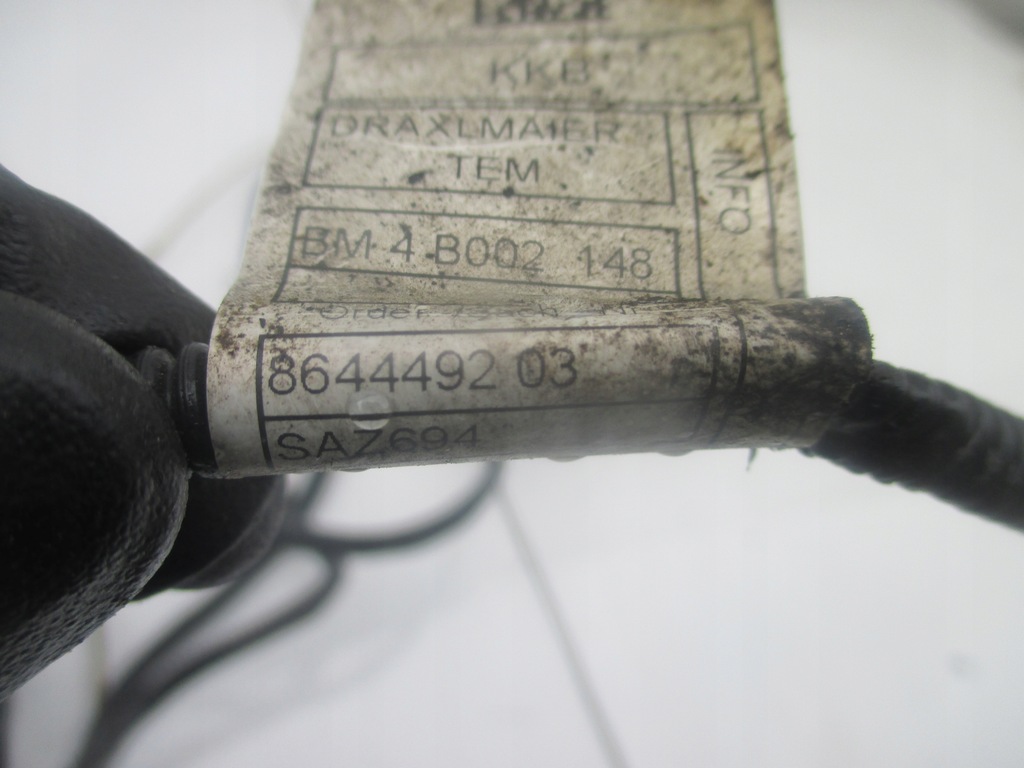 KKB
DRAXLMAIER
TEM
INFO
BM 4 B002 148
8644492 03
SAZ694